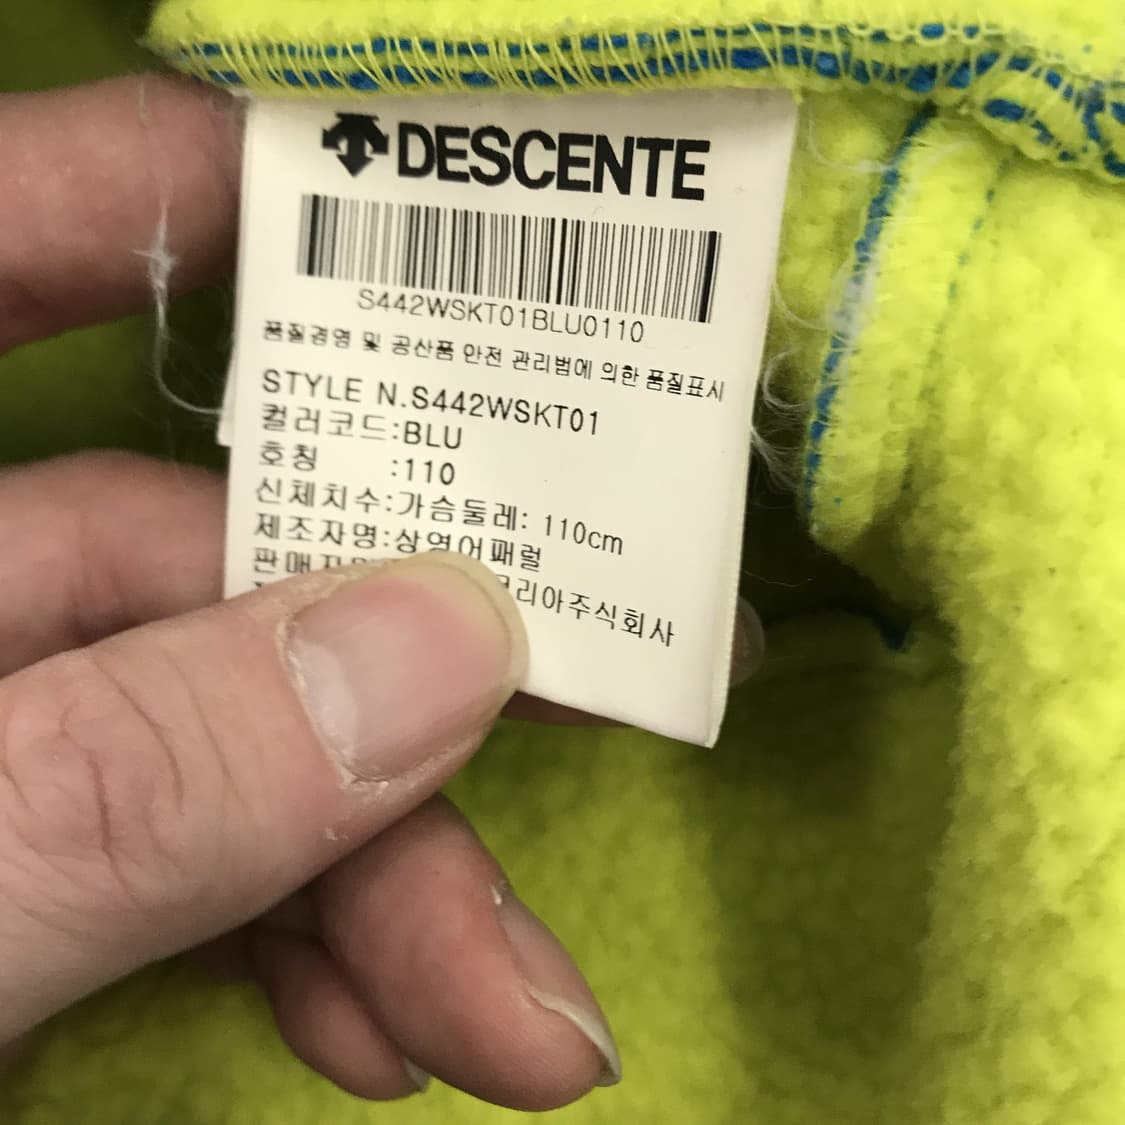 DESCENTE
S442WSKT01BLU0110
품질경영 및 공산품 안전 관리법에 의한 품질표시
STYLE N.S442WSKT01
컬러코드:BLU
호칭 :110
신체치수:가슴둘레: 110cm
제조자명:상영어패럴
코리아주식회사